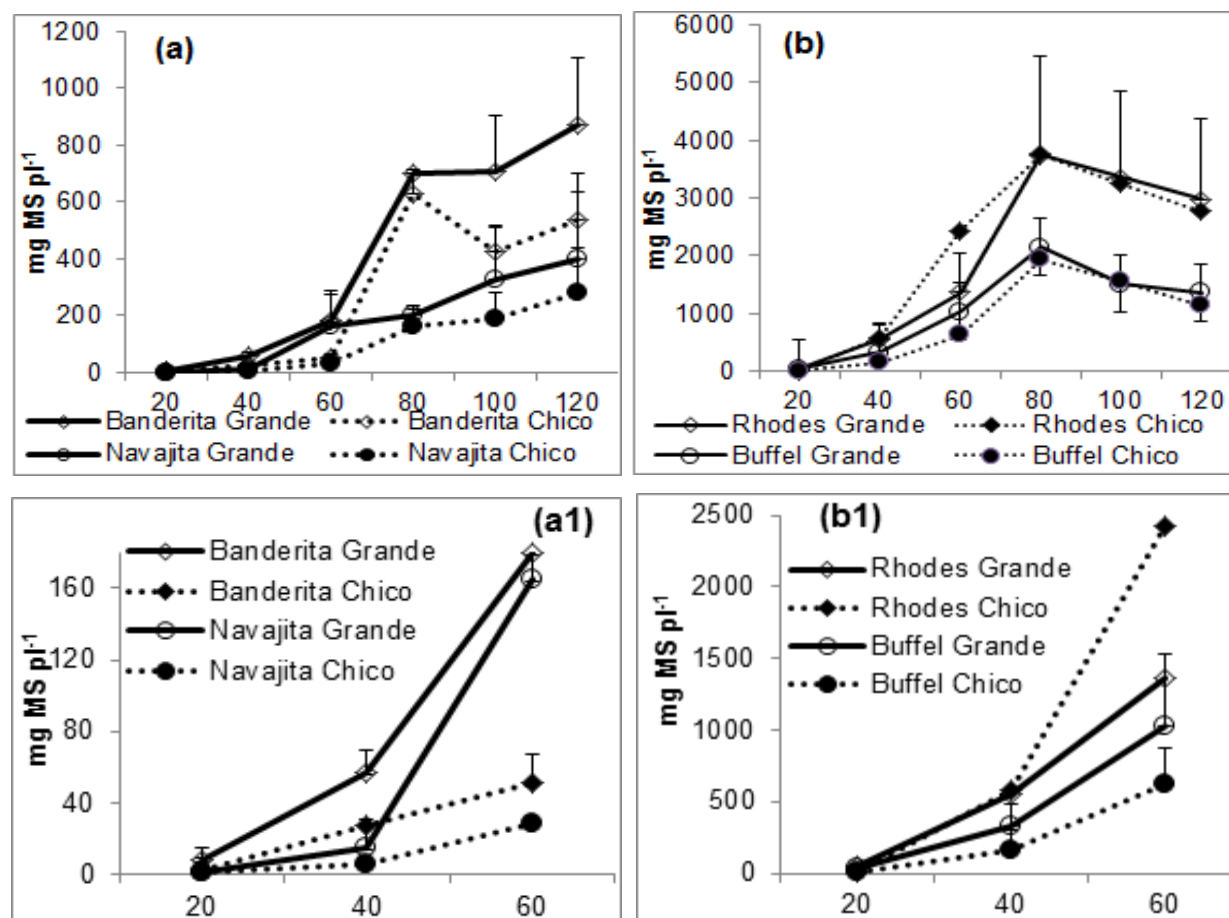 (a)
mg MS pl-1
1200
1000
800
600
400
200
0
20 40 60 80 100 120
Banderita Grande Banderita Chico
Navajita Grande Navajita Chico
(b)
mg MS pl-1
6000
5000
4000
3000
2000
1000
0
20 40 60 80 100 120
Rhodes Grande Rhodes Chico
Buffel Grande Buffel Chico
(a1)
mg MS pl-1
Banderita Grande
Banderita Chico
Navajita Grande
Navajita Chico
160
120
80
40
0
20 40 60
(b1)
mg MS pl-1
Rhodes Grande
Rhodes Chico
Buffel Grande
Buffel Chico
2500
2000
1500
1000
500
0
20 40 60